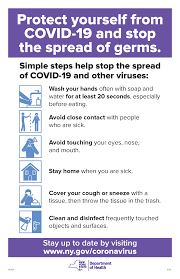 Protect yourself from
COVID-19 and stop
the spread of germs.
Simple steps help stop the spread
of COVID-19 and other viruses:
Wash your hands often with soap and
water for at least 20 seconds, especially
before eating.
Avoid close contact with people
who are sick.
Avoid touching your eyes, nose,
and mouth.
Stay home when you are sick.
Cover your cough or sneeze with a
tissue, then throw the tissue in the trash.
Clean and disinfect frequently touched
objects and surfaces.
Stay up to date by visiting
www.ny.gov/coronavirus
Department
of Health